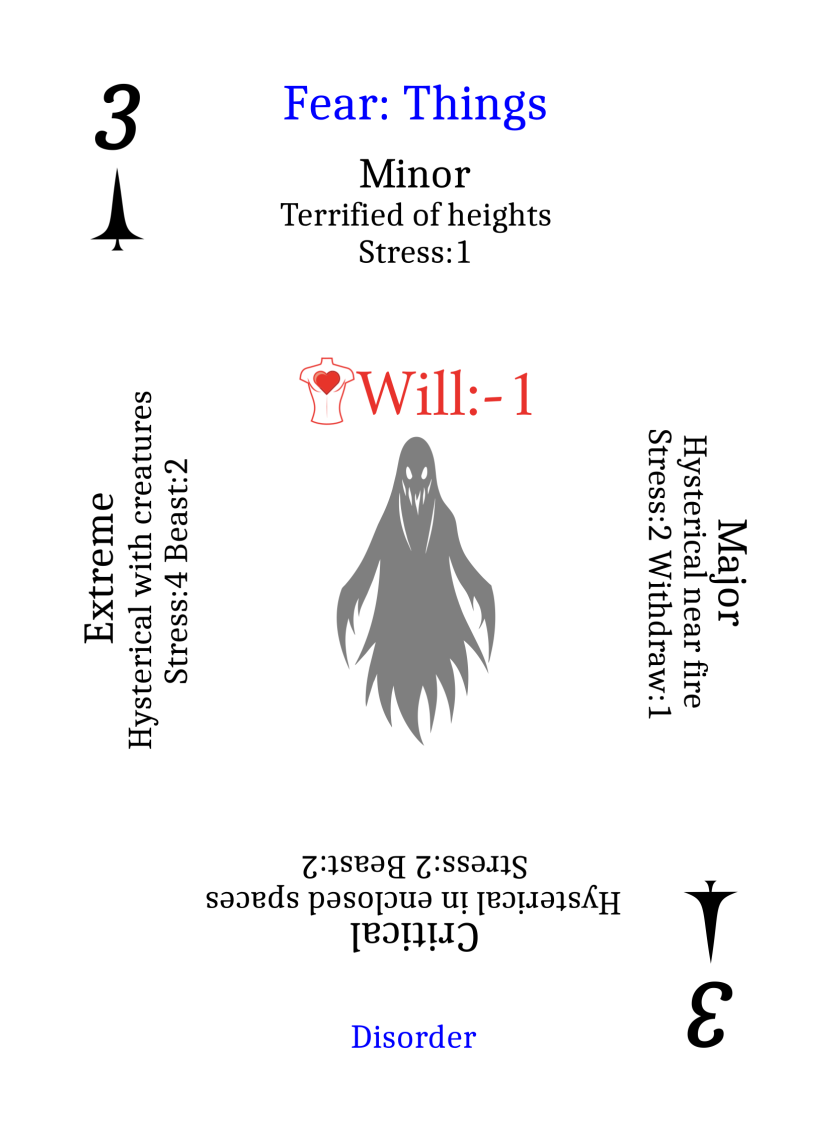 3
Fear: Things
Minor
Terrified of heights
Stress:1
Will:-1
Extreme
Hysterical with creatures
Stress:4 Beast:2
Major
Hysterical near fire
Stress:2 Withdraw:1
Critical
Hysterical in enclosed spaces
Stress:2 Beast:2
3
Disorder